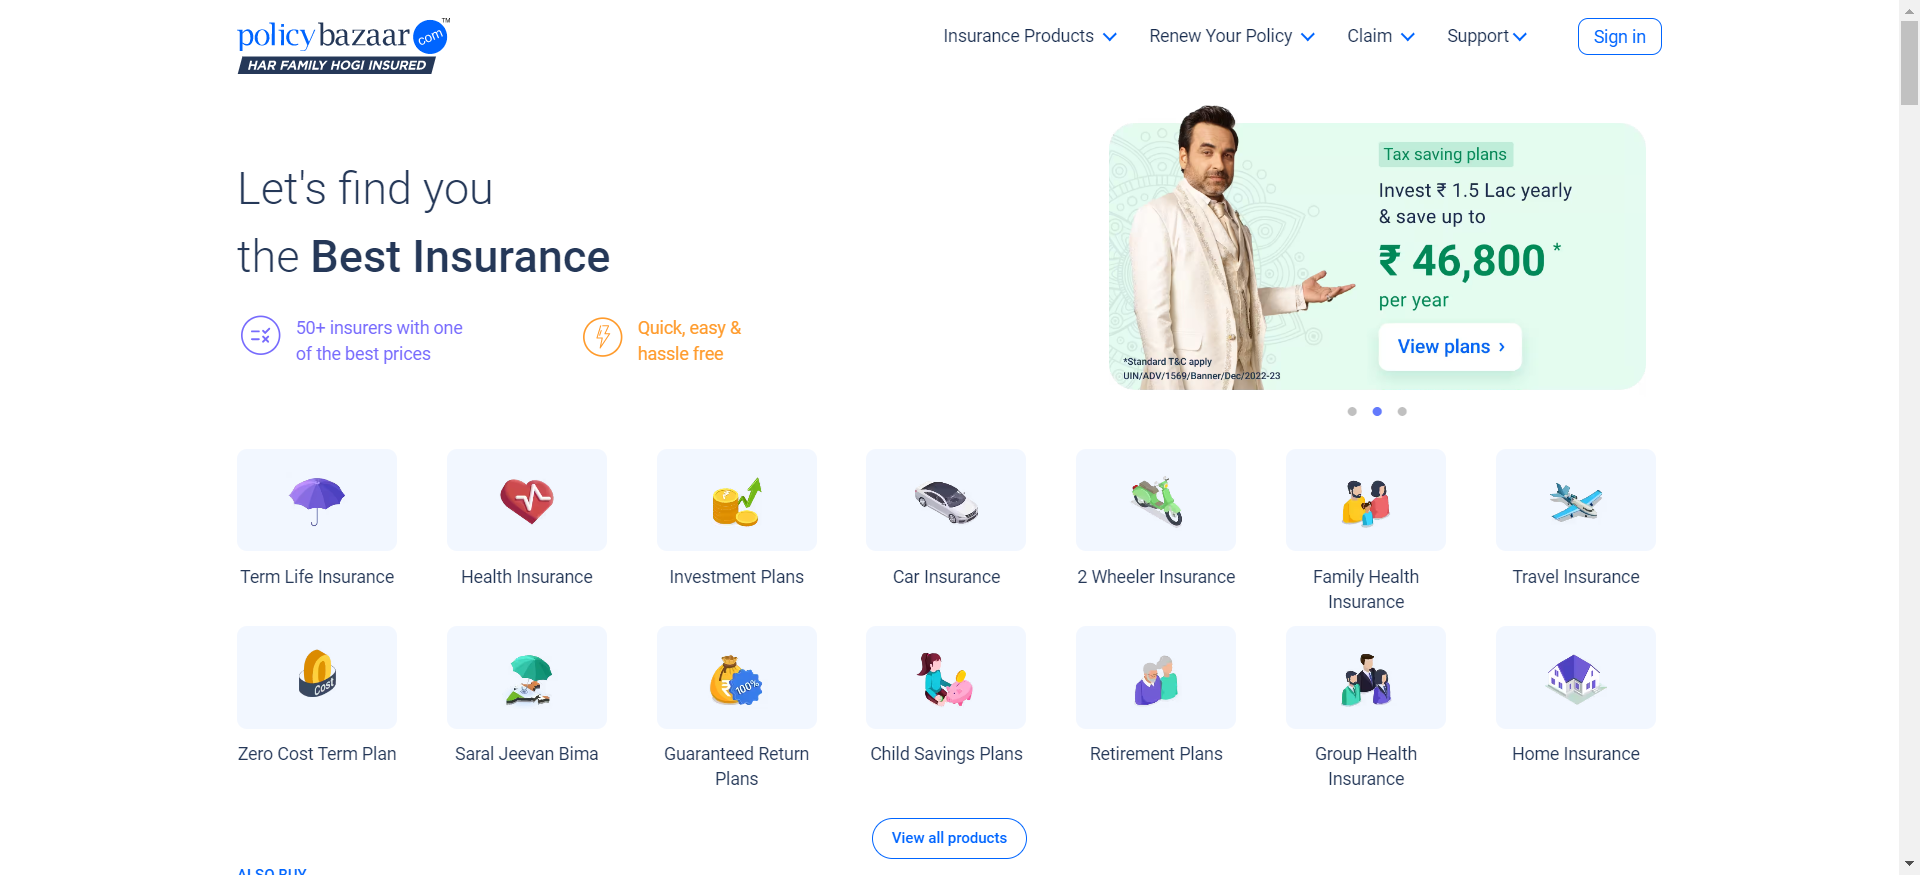 policybazaar com TM
HAR FAMILY HOGI INSURED
Insurance Products
Renew Your Policy
Claim
Support
Sign in
Let's find you
the Best Insurance
50+ insurers with one
of the best prices
Quick, easy &
hassle free
Tax saving plans
Invest ₹ 1.5 Lac yearly
& save up to
₹ 46,800*
per year
View plans ›
*Standard T&C apply
UIN/ADV/1569/Banner/Dec/2022-23
Term Life Insurance
Health Insurance
Investment Plans
Car Insurance
2 Wheeler Insurance
Family Health
Insurance
Travel Insurance
Cost
₹ 100%
Zero Cost Term Plan
Saral Jeevan Bima
Guaranteed Return
Plans
Child Savings Plans
Retirement Plans
Group Health
Insurance
Home Insurance
View all products
ALSO BUY